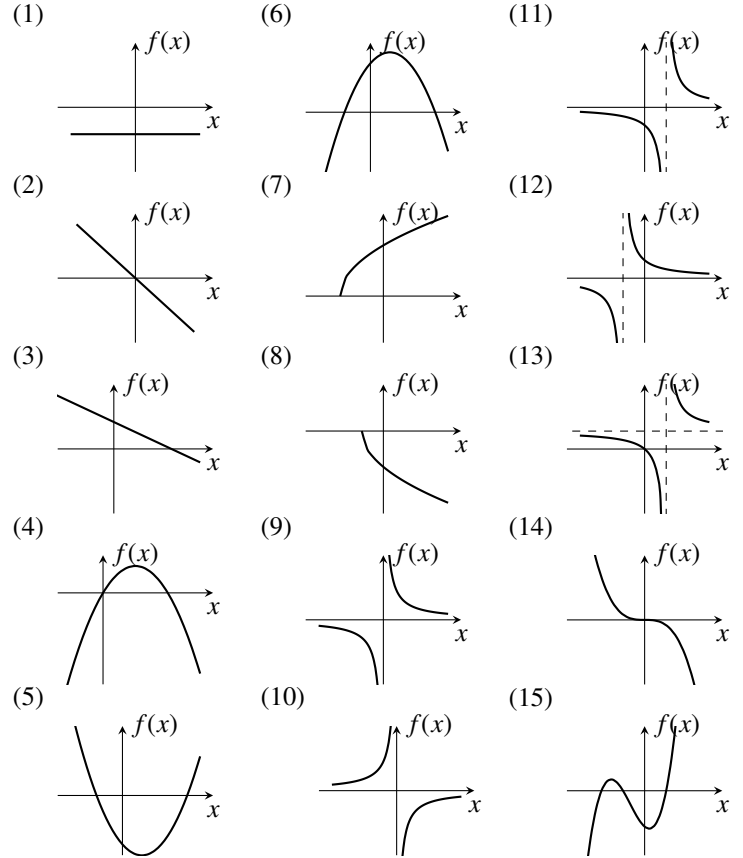 (1)
f(x)
x
(2)
f(x)
x
(3)
f(x)
x
(4)
f(x)
x
(5)
f(x)
x
(6)
f(x)
x
(7)
f(x)
x
(8)
f(x)
x
(9)
f(x)
x
(10)
f(x)
x
(11)
f(x)
x
(12)
f(x)
x
(13)
f(x)
x
(14)
f(x)
x
(15)
f(x)
x